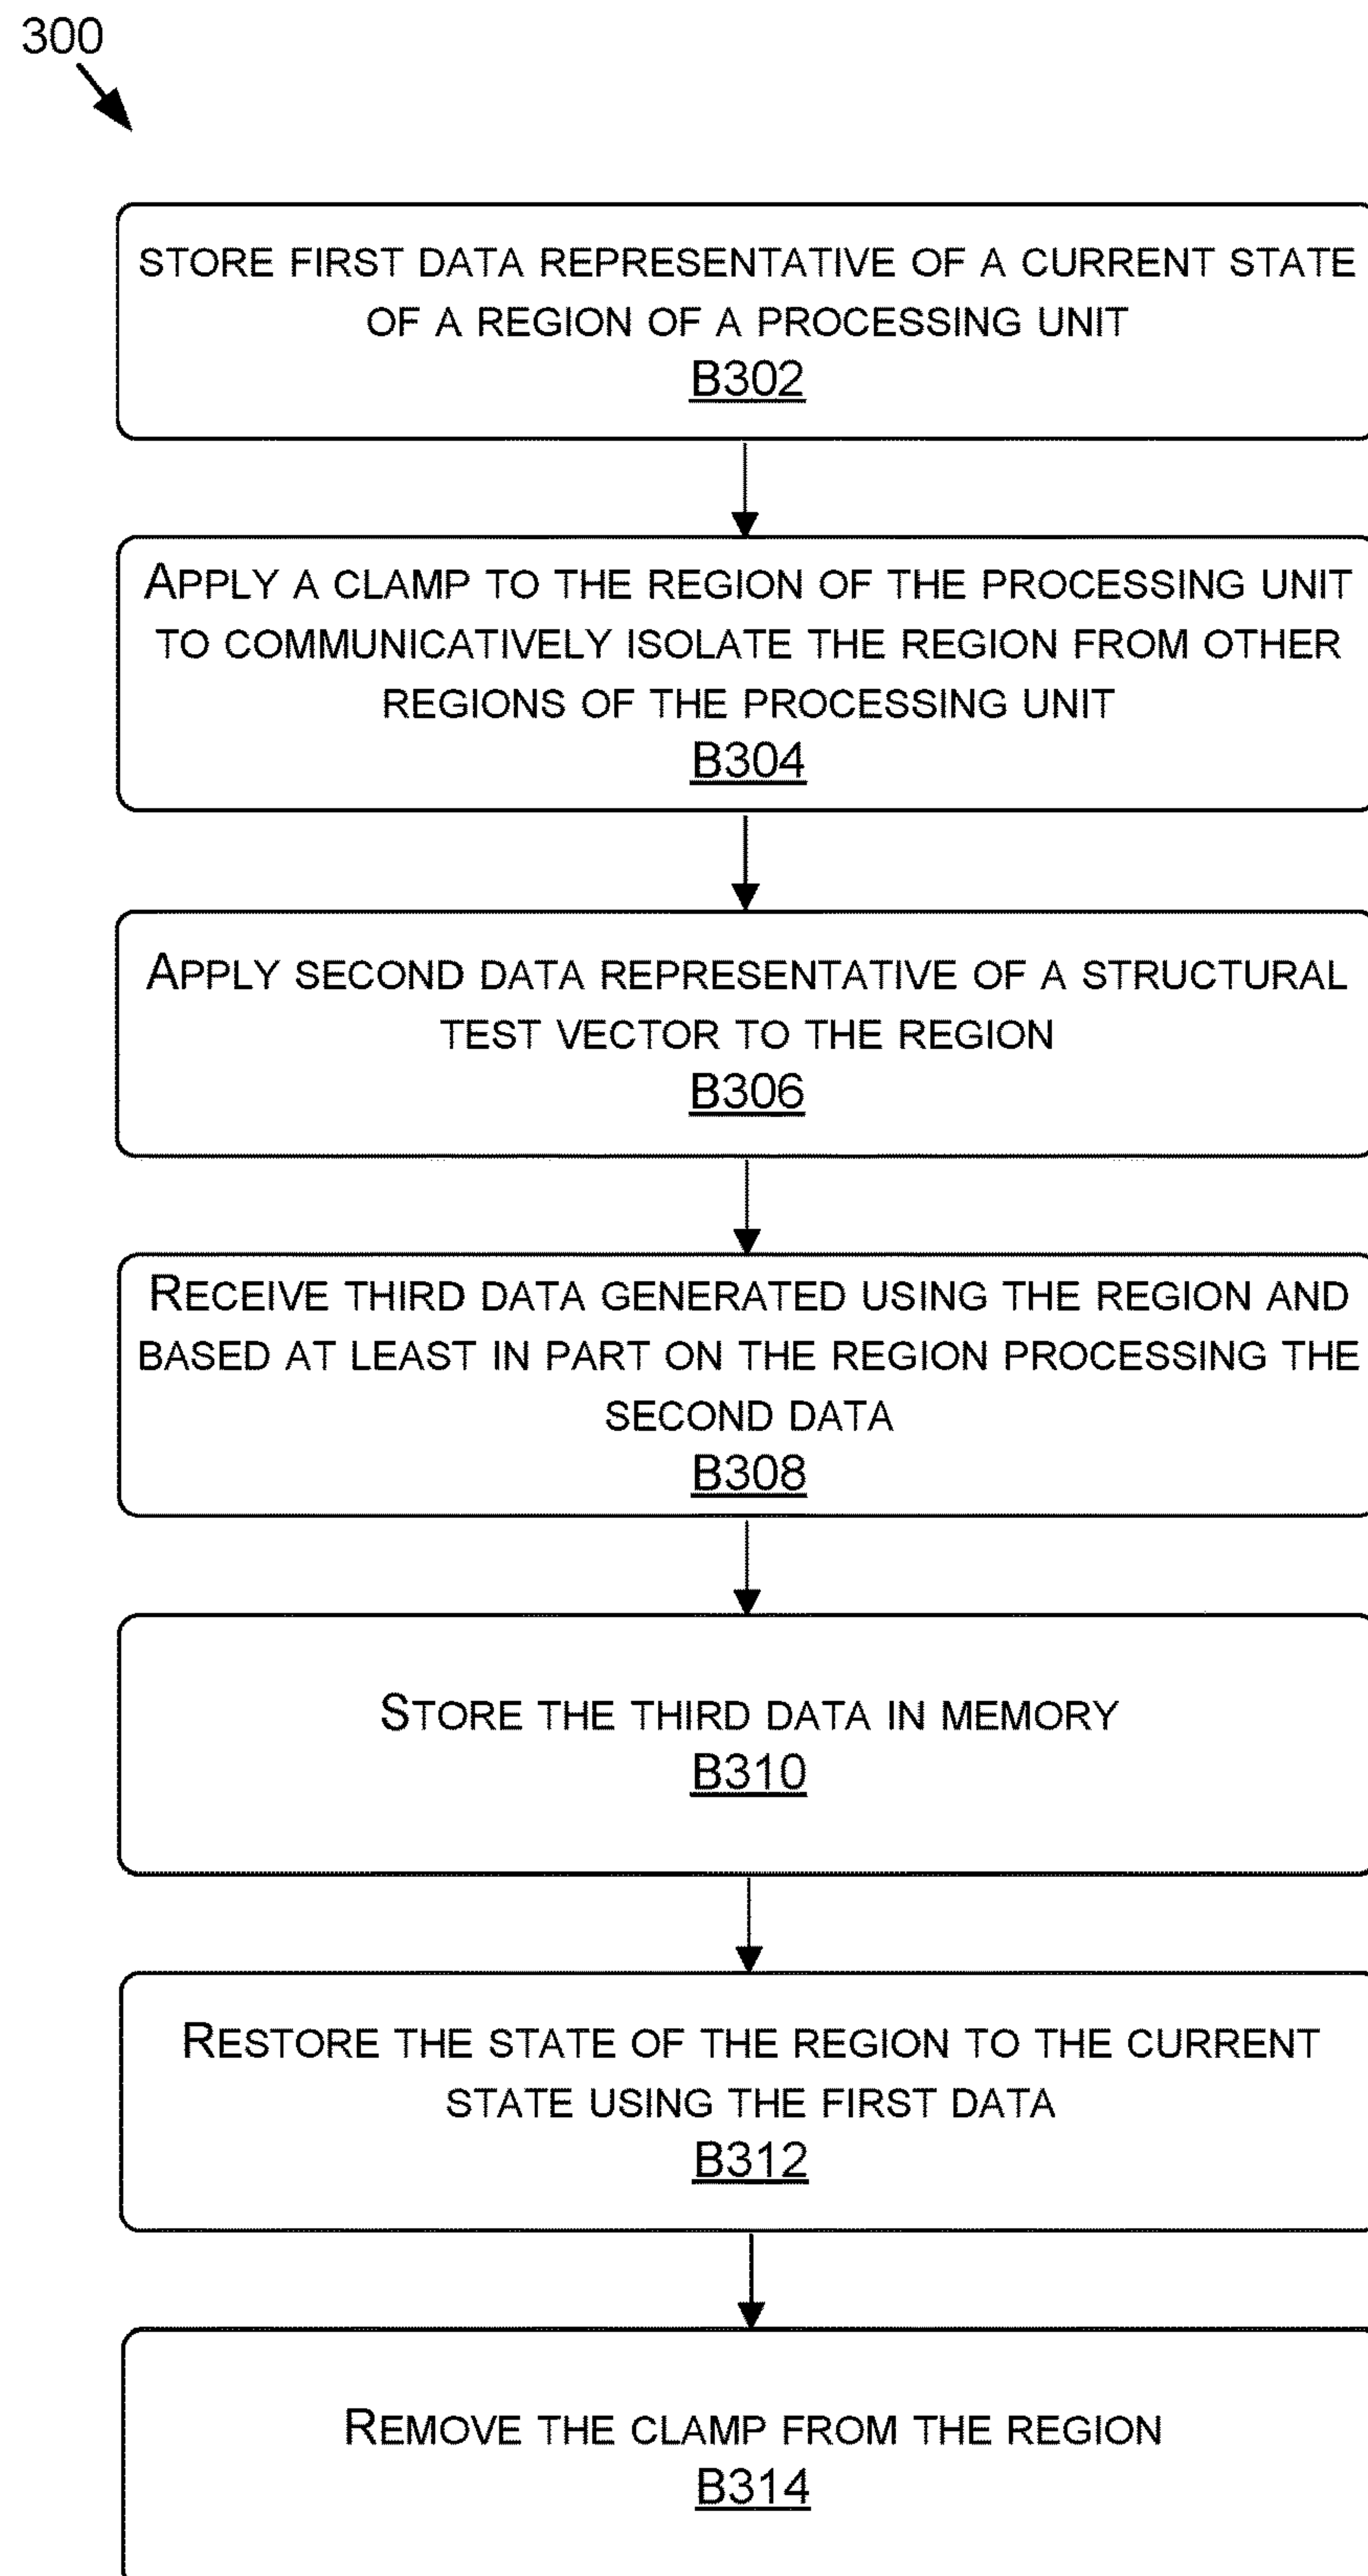 300
STORE FIRST DATA REPRESENTATIVE OF A CURRENT STATE
OF A REGION OF A PROCESSING UNIT
B302
APPLY A CLAMP TO THE REGION OF THE PROCESSING UNIT
TO COMMUNICATIVELY ISOLATE THE REGION FROM OTHER
REGIONS OF THE PROCESSING UNIT
B304
APPLY SECOND DATA REPRESENTATIVE OF A STRUCTURAL
TEST VECTOR TO THE REGION
B306
RECEIVE THIRD DATA GENERATED USING THE REGION AND
BASED AT LEAST IN PART ON THE REGION PROCESSING THE
SECOND DATA
B308
STORE THE THIRD DATA IN MEMORY
B310
RESTORE THE STATE OF THE REGION TO THE CURRENT
STATE USING THE FIRST DATA
B312
REMOVE THE CLAMP FROM THE REGION
B314